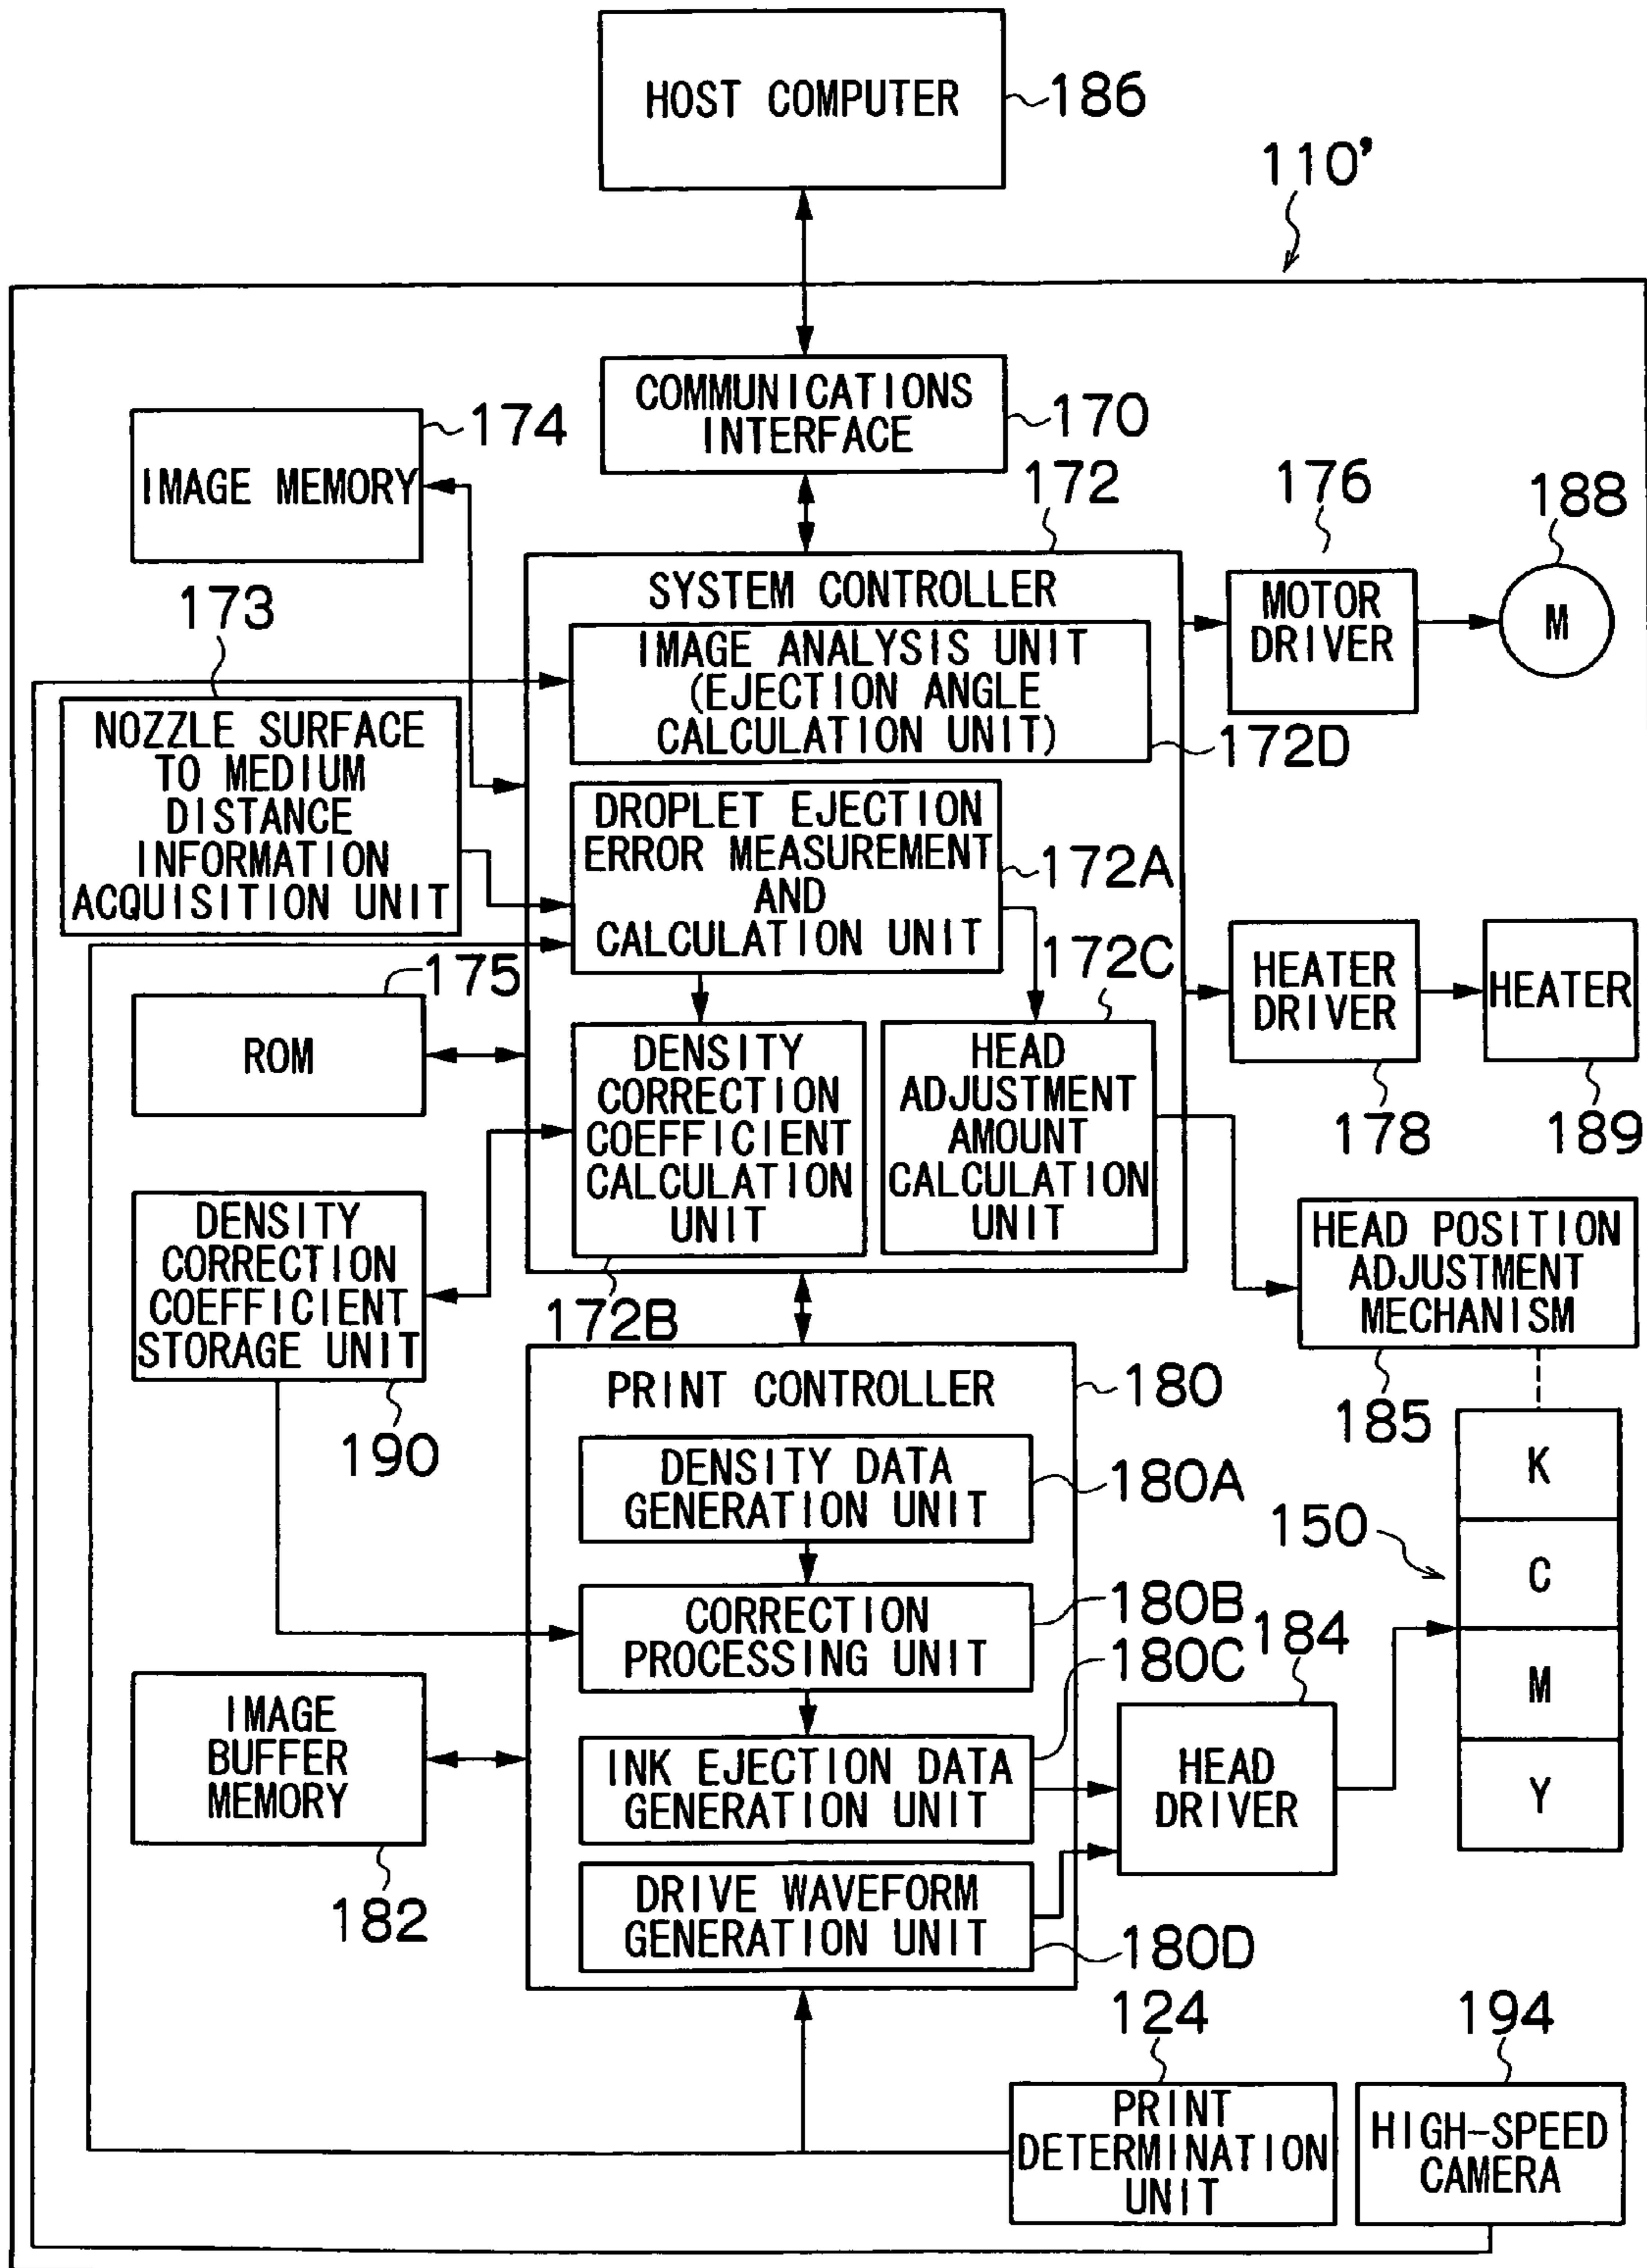 HOST COMPUTER
186
110'
COMMUNICATIONS
INTERFACE
170
174
IMAGE MEMORY
172
176
188
SYSTEM CONTROLLER
MOTOR
DRIVER
M
173
IMAGE ANALYSIS UNIT
(EJECTION ANGLE
CALCULATION UNIT)
172D
NOZZLE SURFACE
TO MEDIUM
DISTANCE
INFORMATION
ACQUISITION UNIT
DROPLET EJECTION
ERROR MEASUREMENT
AND
CALCULATION UNIT
172A
172C
175
ROM
HEATER
DRIVER
HEATER
178
189
DENSITY
CORRECTION
COEFFICIENT
CALCULATION
UNIT
HEAD
ADJUSTMENT
AMOUNT
CALCULATION
UNIT
DENSITY
CORRECTION
COEFFICIENT
STORAGE UNIT
172B
HEAD POSITION
ADJUSTMENT
MECHANISM
190
185
PRINT CONTROLLER
180
DENSITY DATA
GENERATION UNIT
180A
K
150
C
M
Y
CORRECTION
PROCESSING UNIT
180B
184
180C
IMAGE
BUFFER
MEMORY
182
INK EJECTION DATA
GENERATION UNIT
HEAD
DRIVER
DRIVE WAVEFORM
GENERATION UNIT
180D
124
194
PRINT
DETERMINATION
UNIT
HIGH-SPEED
CAMERA